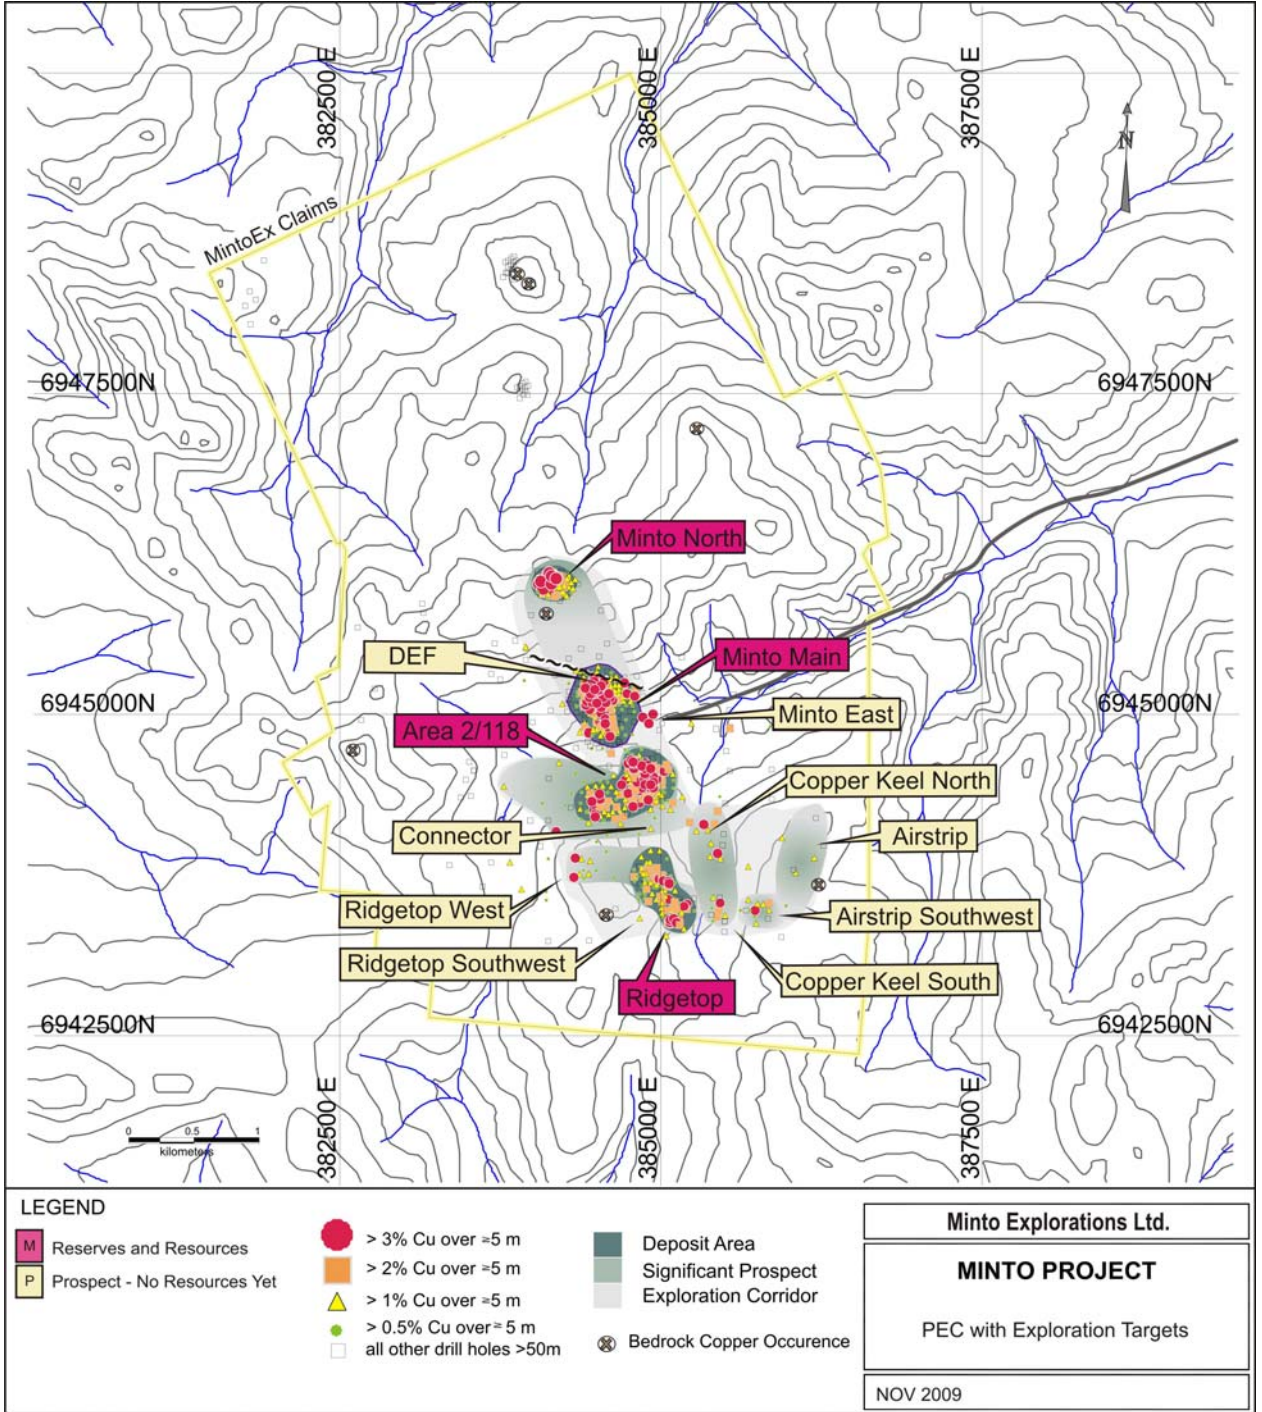 382500 E
385000 E
387500 E
N
MintoEx Claims
6947500N
6947500N
Minto North
DEF
Minto Main
6945000N
6945000N
Minto East
Area 2/118
Copper Keel North
Connector
Airstrip
Ridgetop West
Airstrip Southwest
Ridgetop Southwest
Copper Keel South
Ridgetop
6942500N
6942500N
382500 E
385000 E
387500 E
0 0.5 1
kilometers
LEGEND
M Reserves and Resources
P Prospect - No Resources Yet
> 3% Cu over ≥5 m
> 2% Cu over ≥5 m
> 1% Cu over ≥5 m
> 0.5% Cu over ≥ 5 m
all other drill holes >50m
Deposit Area
Significant Prospect
Exploration Corridor
Bedrock Copper Occurence
Minto Explorations Ltd.
MINTO PROJECT
PEC with Exploration Targets
NOV 2009